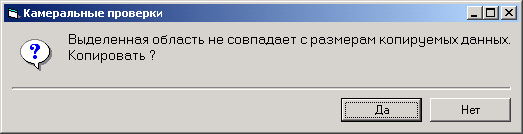 Камеральные проверки
Выделенная область не совпадает с размерам копируемых данных.
Копировать ?
Да
Нет